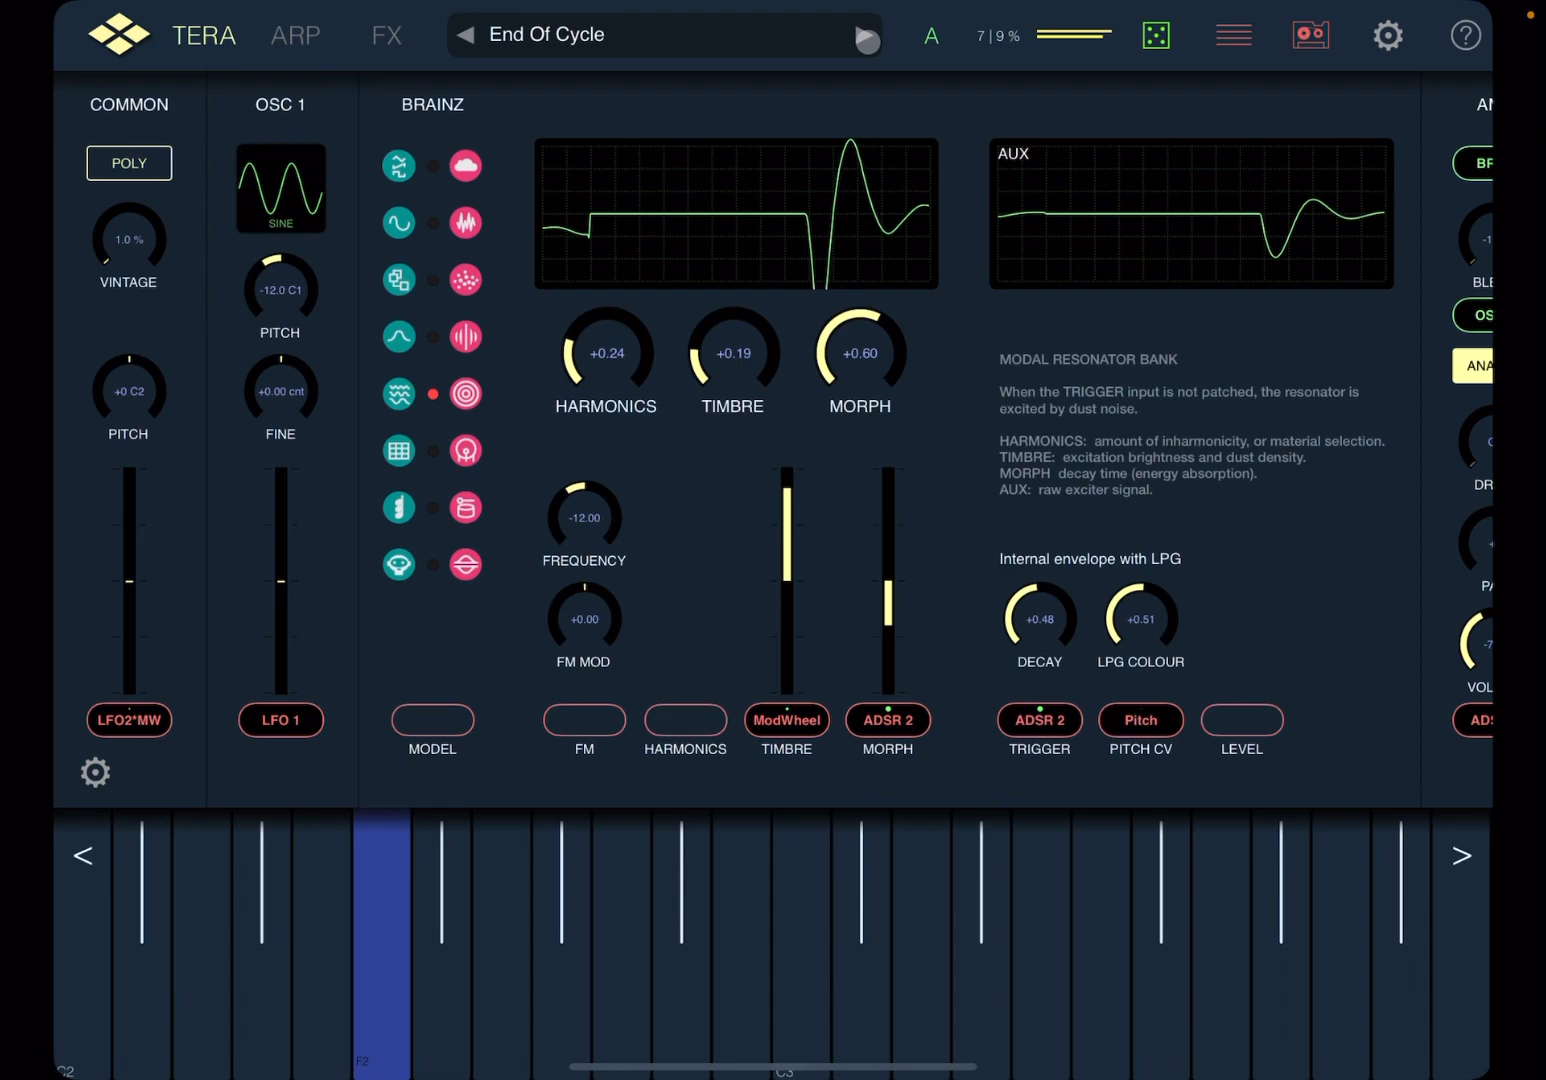 TERA
ARP
FX
End Of Cycle
A
7 | 9 %
?
COMMON
OSC 1
BRAINZ
POLY
SINE
AUX
1.0 %
VINTAGE
-12.0 C1
PITCH
+0 C2
PITCH
+0.00 cnt
FINE
+0.24
HARMONICS
+0.19
TIMBRE
+0.60
MORPH
MODAL RESONATOR BANK
When the TRIGGER input is not patched, the resonator is
excited by dust noise.
HARMONICS: amount of inharmonicity, or material selection.
TIMBRE: excitation brightness and dust density.
MORPH decay time (energy absorption).
AUX: raw exciter signal.
-12.00
FREQUENCY
+0.00
FM MOD
Internal envelope with LPG
+0.48
DECAY
+0.51
LPG COLOUR
LFO2*MW
LFO 1
MODEL
FM
HARMONICS
ModWheel
TIMBRE
ADSR 2
MORPH
ADSR 2
TRIGGER
Pitch
PITCH CV
LEVEL
<
>
C2
F2
C3